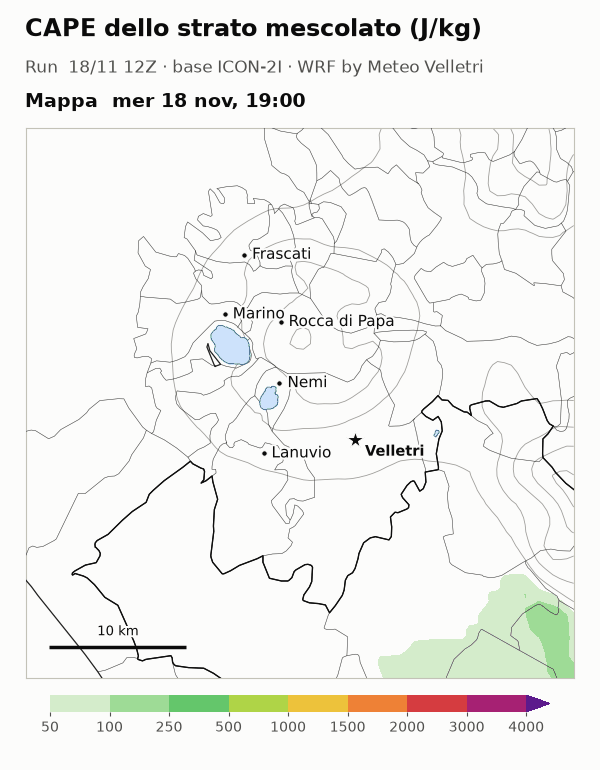 CAPE dello strato mescolato (J/kg)
Run  18/11 12Z · base ICON-2I · WRF by Meteo Velletri
Mappa  mer 18 nov, 19:00
Frascati
Marino
Rocca di Papa
Nemi
Velletri
Lanuvio
10 km
50 100 250 500 1000 1500 2000 3000 4000